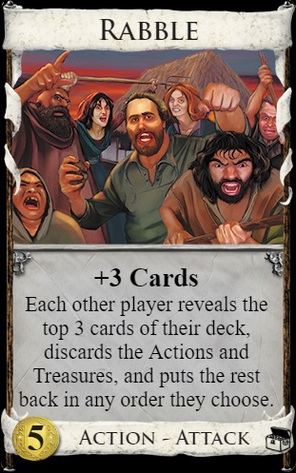 RABBLE
+3 Cards
Each other player reveals the
top 3 cards of their deck,
discards the Actions and
Treasures, and puts the rest
back in any order they choose.
5 ACTION - ATTACK